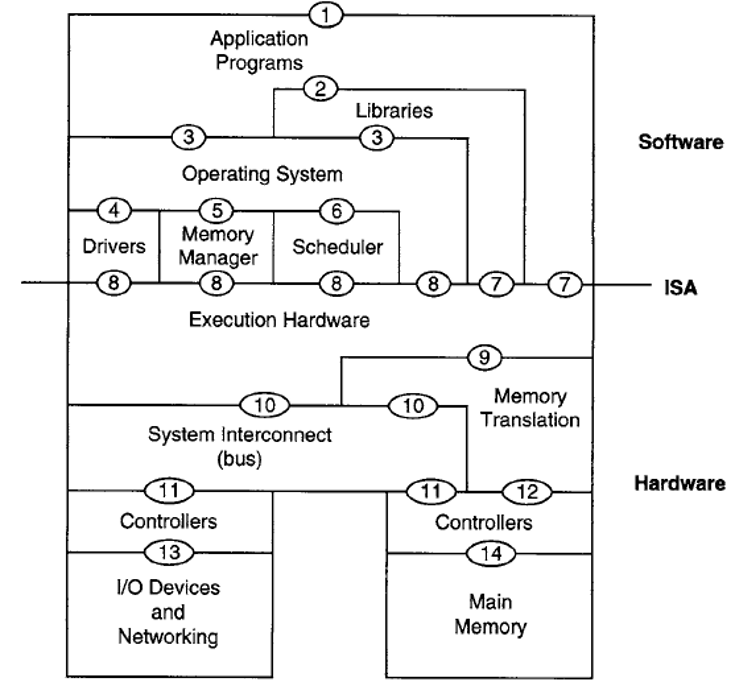 1
Application
Programs
2
Libraries
3
3
Software
Operating System
4
5
6
Drivers
Memory
Manager
Scheduler
8
8
8
8
7
7
ISA
Execution Hardware
9
Memory
Translation
10
10
System Interconnect
(bus)
Hardware
11
11
12
Controllers
Controllers
13
14
I/O Devices
and
Networking
Main
Memory